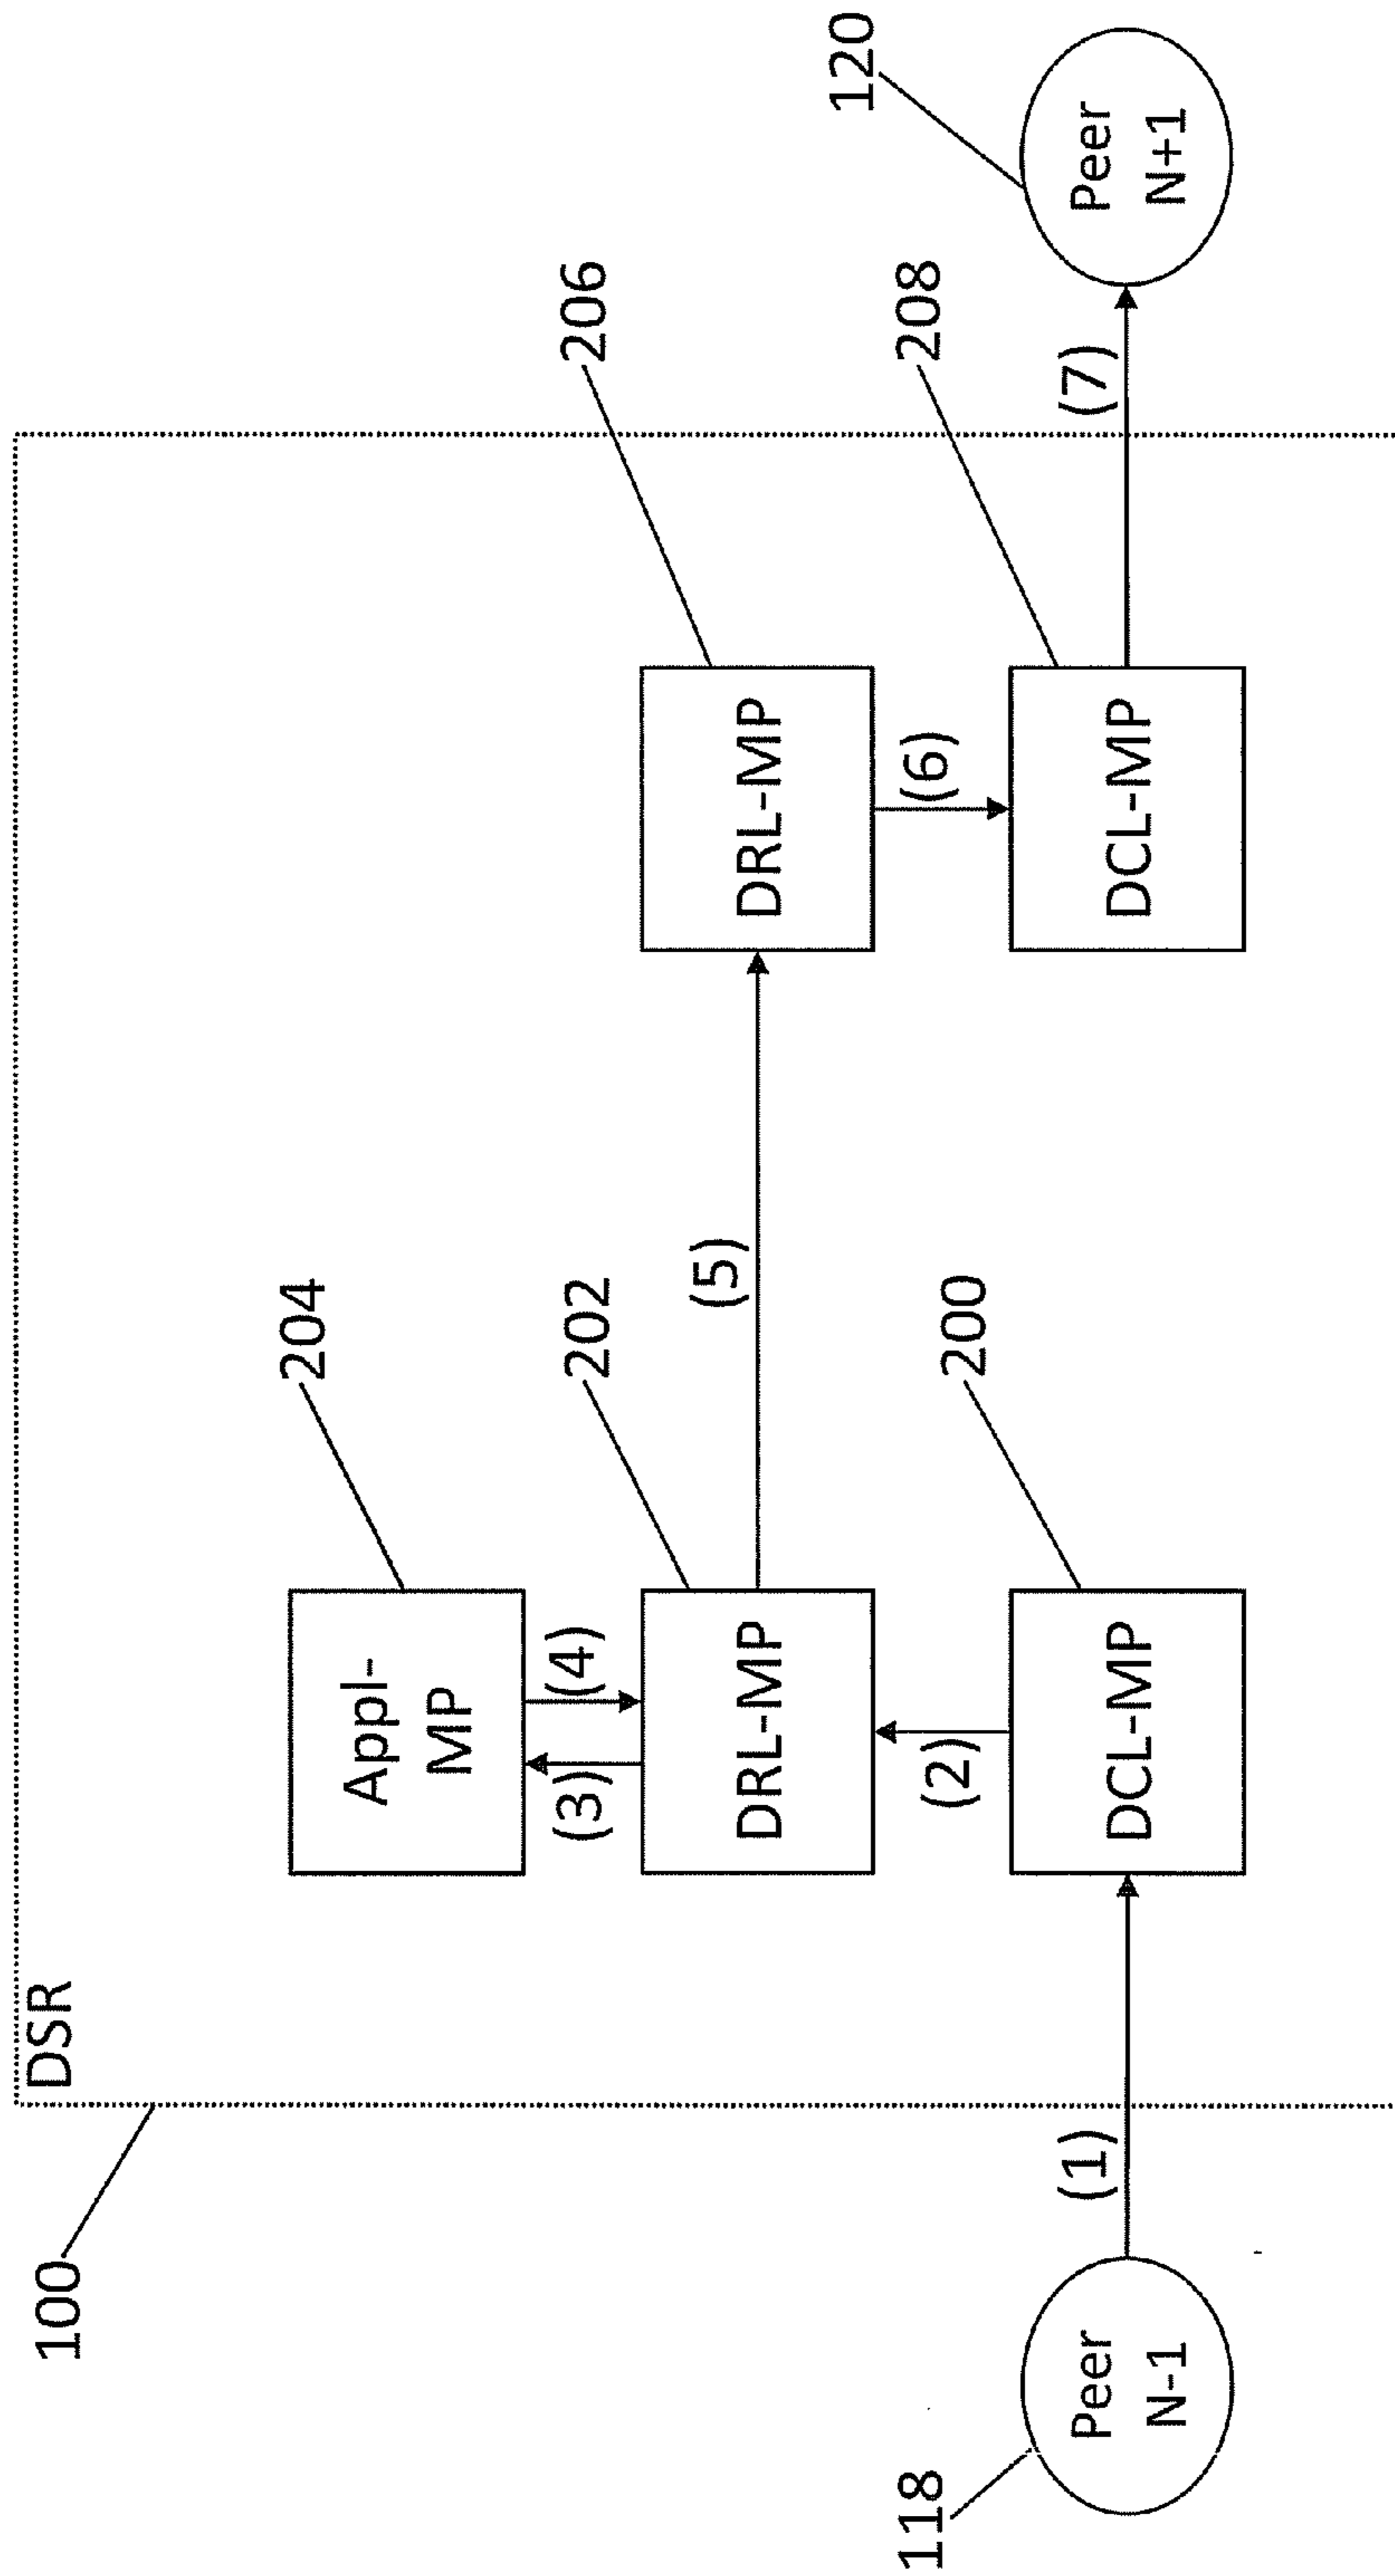 100
DSR
204
Appl-
MP
(3)
(4)
202
DRL-MP
(5)
206
DRL-MP
(2)
(6)
200
DCL-MP
208
DCL-MP
118
Peer
N-1
(1)
(7)
120
Peer
N+1